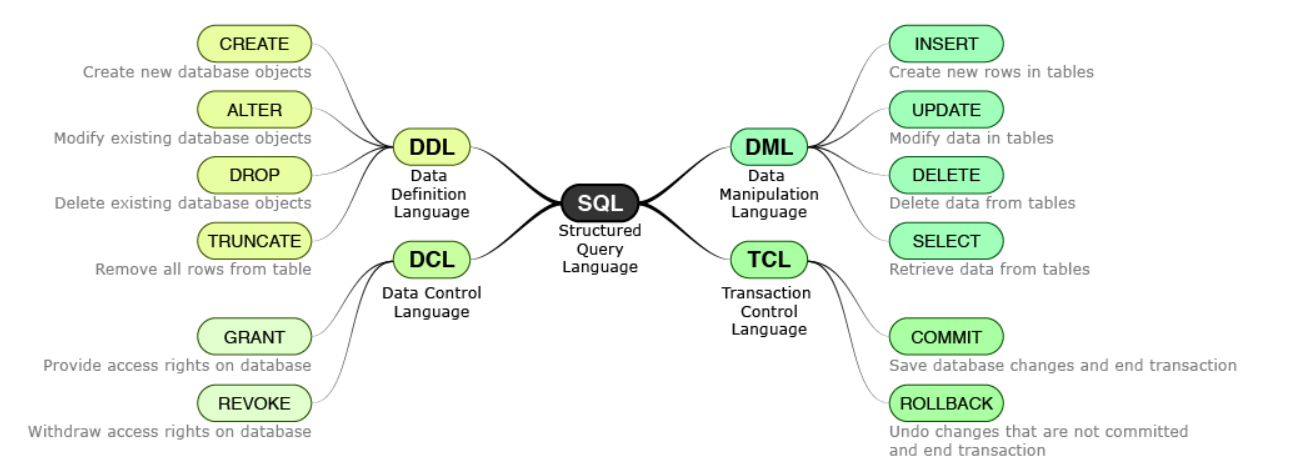 SQL
Structured
Query
Language
DDL
Data
Definition
Language
CREATE
Create new database objects
ALTER
Modify existing database objects
DROP
Delete existing database objects
TRUNCATE
Remove all rows from table
DCL
Data Control
Language
GRANT
Provide access rights on database
REVOKE
Withdraw access rights on database
DML
Data
Manipulation
Language
INSERT
Create new rows in tables
UPDATE
Modify data in tables
DELETE
Delete data from tables
SELECT
Retrieve data from tables
TCL
Transaction
Control
Language
COMMIT
Save database changes and end transaction
ROLLBACK
Undo changes that are not committed
and end transaction